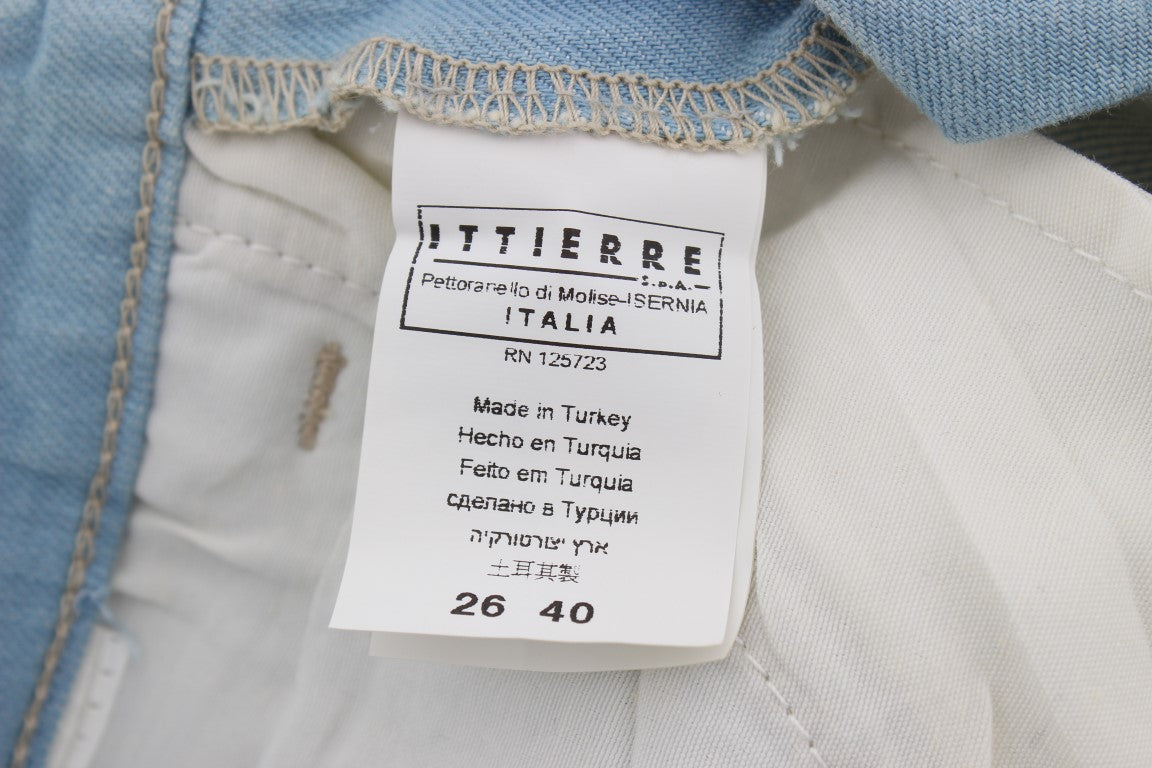 ITTIERRE
S.p.A.
Pettoranello di Molise-ISERNIA
ITALIA
RN 125723
Made in Turkey
Hecho en Turquia
Feito em Turquia
сделано в Турции
ארץ יצורטורקיה
土耳其製
26 40